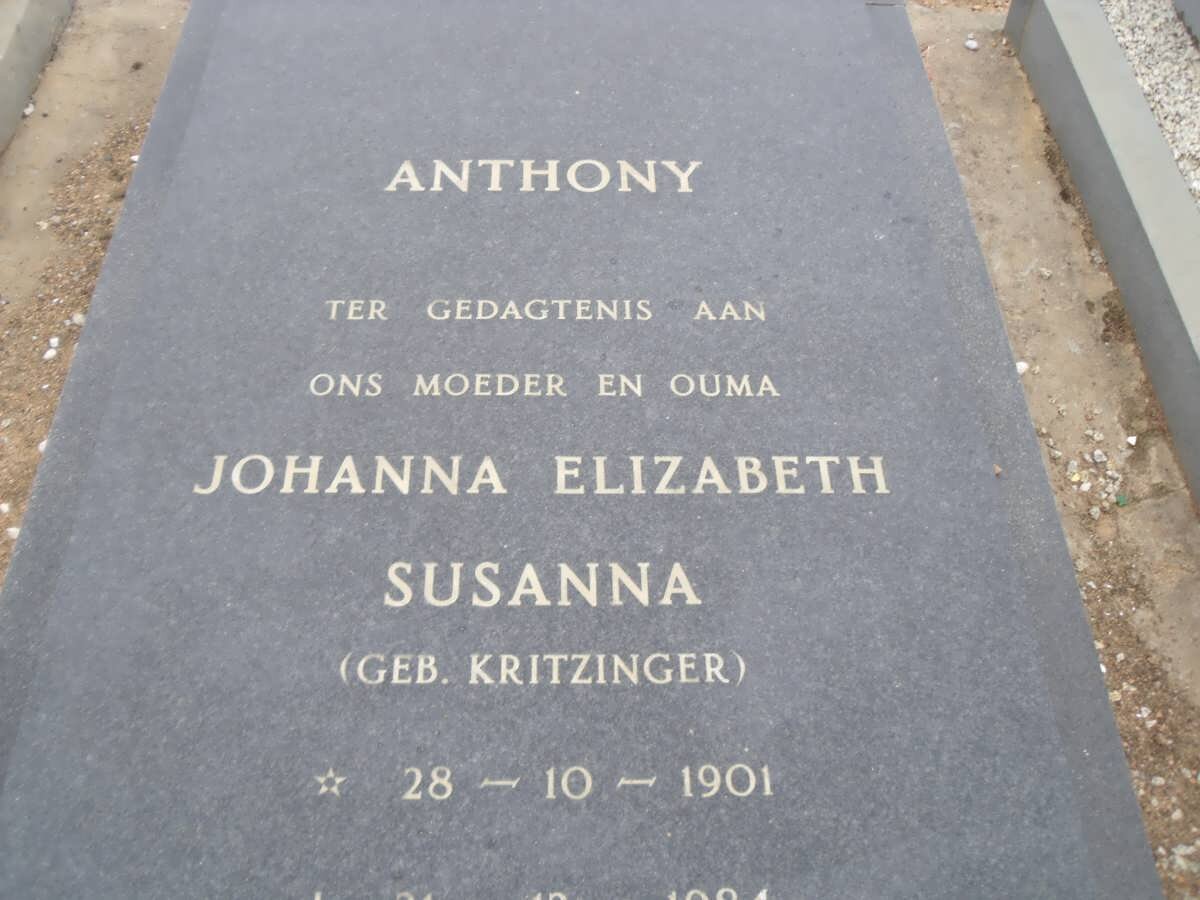 ANTHONY
TER GEDAGTENIS AAN
ONS MOEDER EN OUMA
JOHANNA ELIZABETH
SUSANNA
(GEB. KRITZINGER)
☆ 28 — 10 — 1901